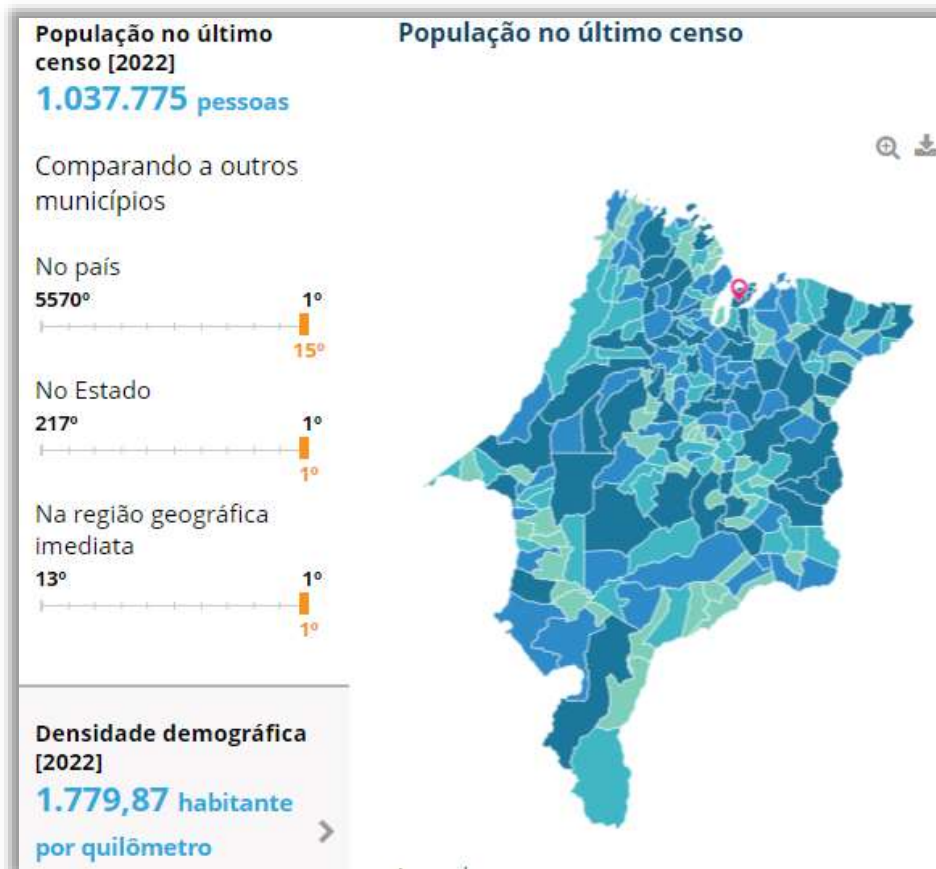 População no último
censo [2022]
1.037.775 pessoas
Comparando a outros
municípios
No país
5570º 1º
15º
No Estado
217º 1º
1º
Na região geográfica
imediata
13º 1º
1º
Densidade demográfica
[2022]
1.779,87 habitante
por quilômetro
População no último censo